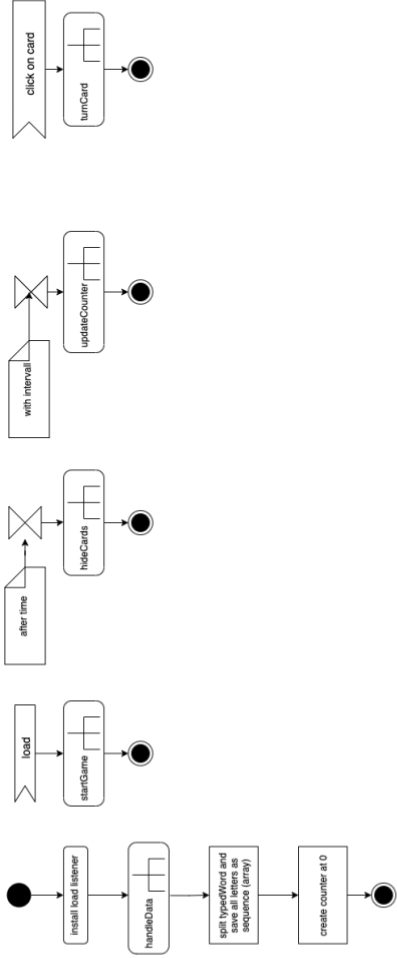 install load listener
handleData
split typedWord and
save all letters as
sequence (array)
create counter at 0
load
startGame
after time
hideCards
with intervall
updateCounter
click on card
turnCard